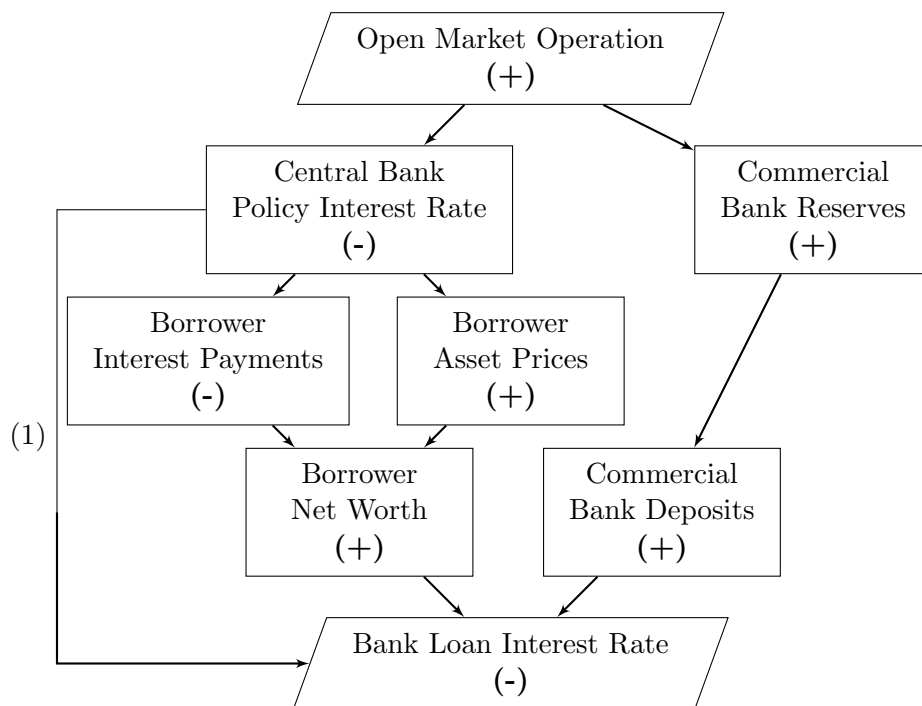 Open Market Operation
(+)
Central Bank
Policy Interest Rate
(-)
Commercial
Bank Reserves
(+)
Borrower
Interest Payments
(-)
Borrower
Asset Prices
(+)
(1)
Borrower
Net Worth
(+)
Commercial
Bank Deposits
(+)
Bank Loan Interest Rate
(-)